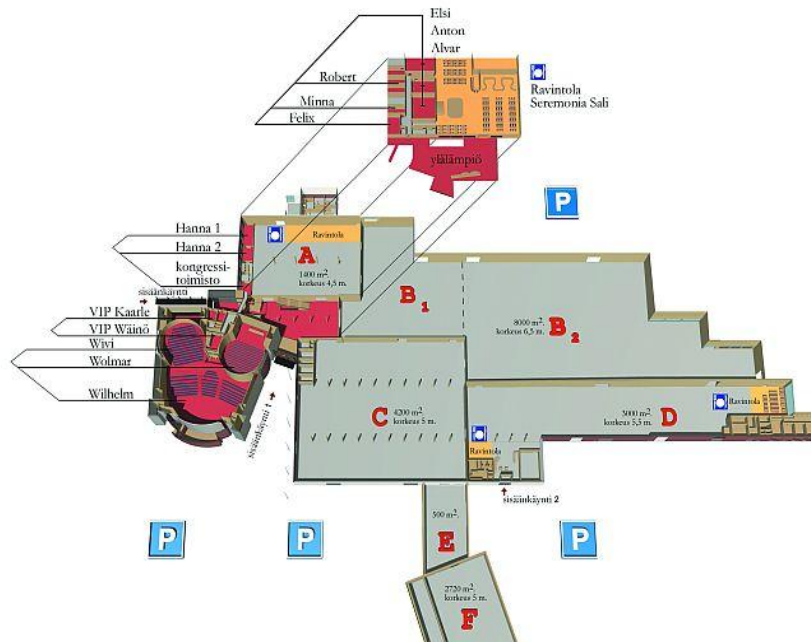 Elsi
Anton
Alvar
Robert
Minna
Felix
Ravintola
Seremonia Sali
ylälämpiö
P
Hanna 1
Hanna 2
kongressi-
toimisto
sisäänkäynti
Ravintola
A
1400 m².
korkeus 4,5 m.
B1
8000 m².
korkeus 6,5 m.
B2
VIP Kaarle
VIP Wäinö
Wivi
Wolmar
Wilhelm
sisäänkäynti 1
4200 m².
korkeus 5 m.
C
Ravintola
3000 m².
korkeus 5,5 m.
D
Ravintola
sisäänkäynti 2
P
P
500 m².
E
P
2720 m².
korkeus 5 m.
F